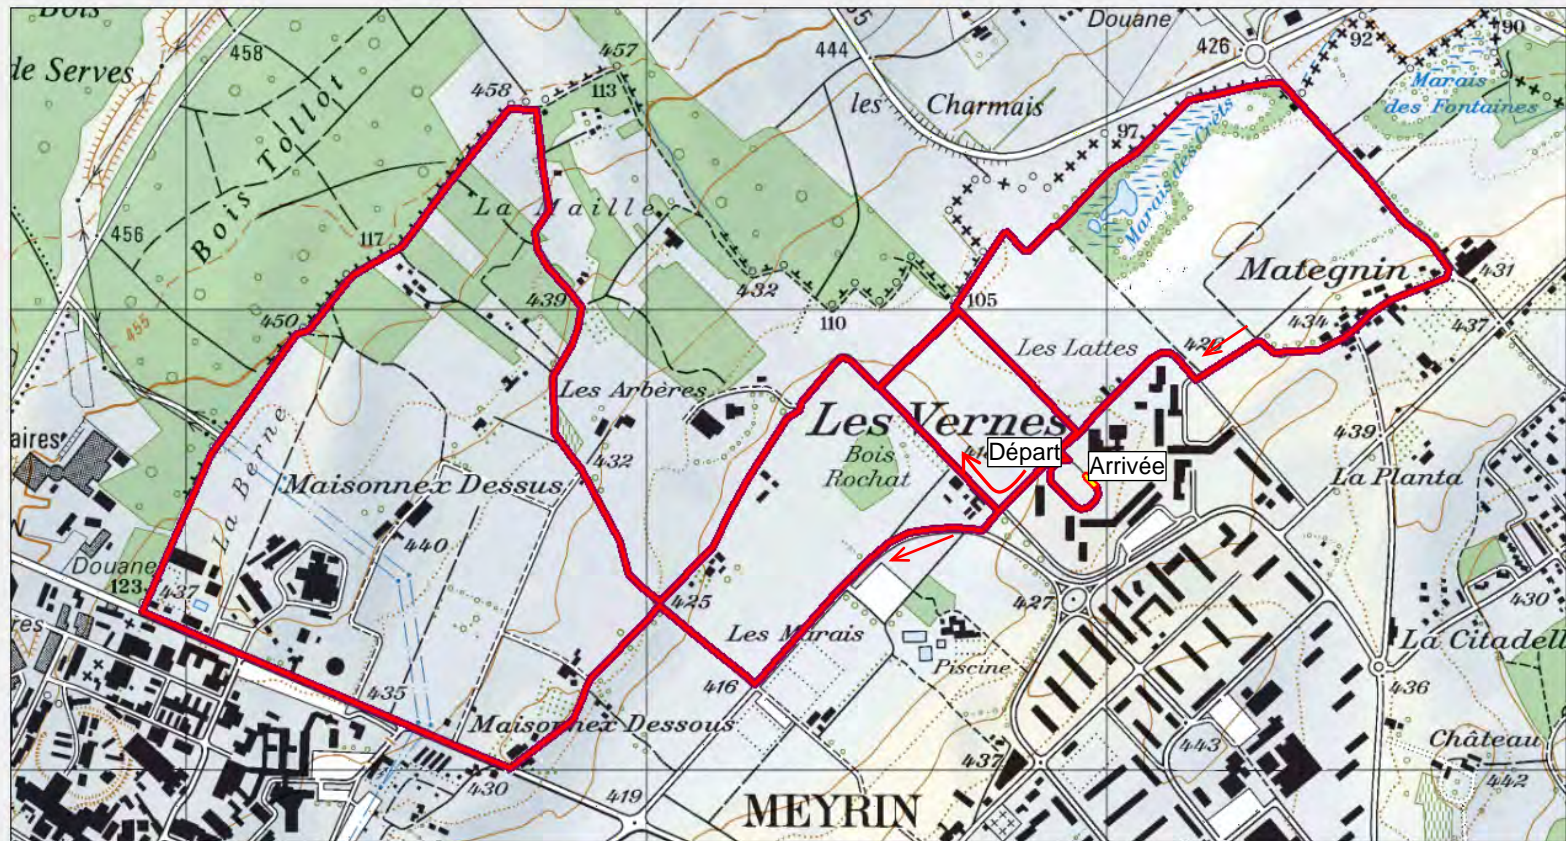 Bois
de Serves
458
458
457
113
444
Douane
426
92
90
les Charmais
Marais
des Fontaines
97
Marais des Crêts
Bois Tollot
456
117
La Maille
455
450
439
432
110
105
Mategnin
431
437
434
Les Lattes
Les Arbères
Les Vernes
Départ
Arrivée
Bois
Rochat
439
La Planta
aires
La Berne
Maisonnex Dessus
432
440
Douane
123
437
425
427
430
Les Marais
La Citadell
Piscine
416
435
436
Maisonnex Dessous
443
Château
442
430
419
437
MEYRIN